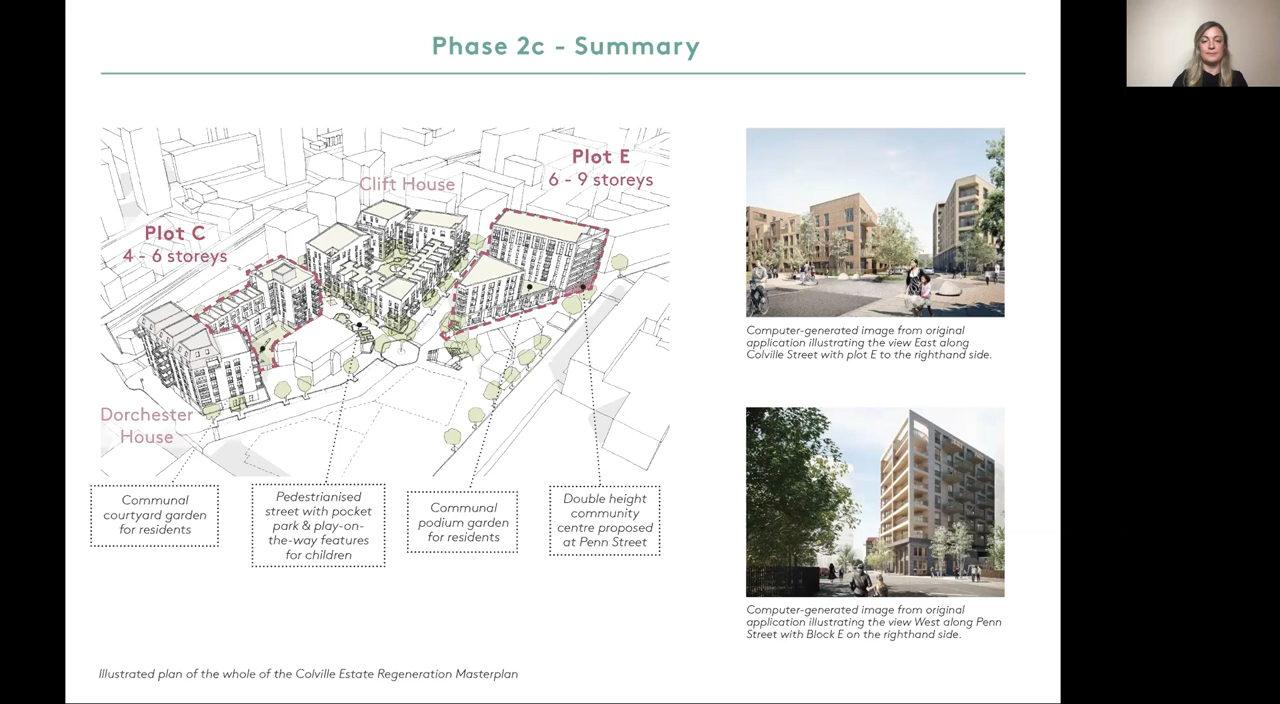 Phase 2c - Summary
Plot E
6 - 9 storeys
Clift House
Plot C
4 - 6 storeys
Dorchester
House
Communal
courtyard garden
for residents
Pedestrianised
street with pocket
park & play-on-
the-way features
for children
Communal
podium garden
for residents
Double height
community
centre proposed
at Penn Street
Computer-generated image from original
application illustrating the view East along
Colville Street with plot E to the righthand side.
Computer-generated image from original
application illustrating the view West along Penn
Street with Block E on the righthand side.
Illustrated plan of the whole of the Colville Estate Regeneration Masterplan